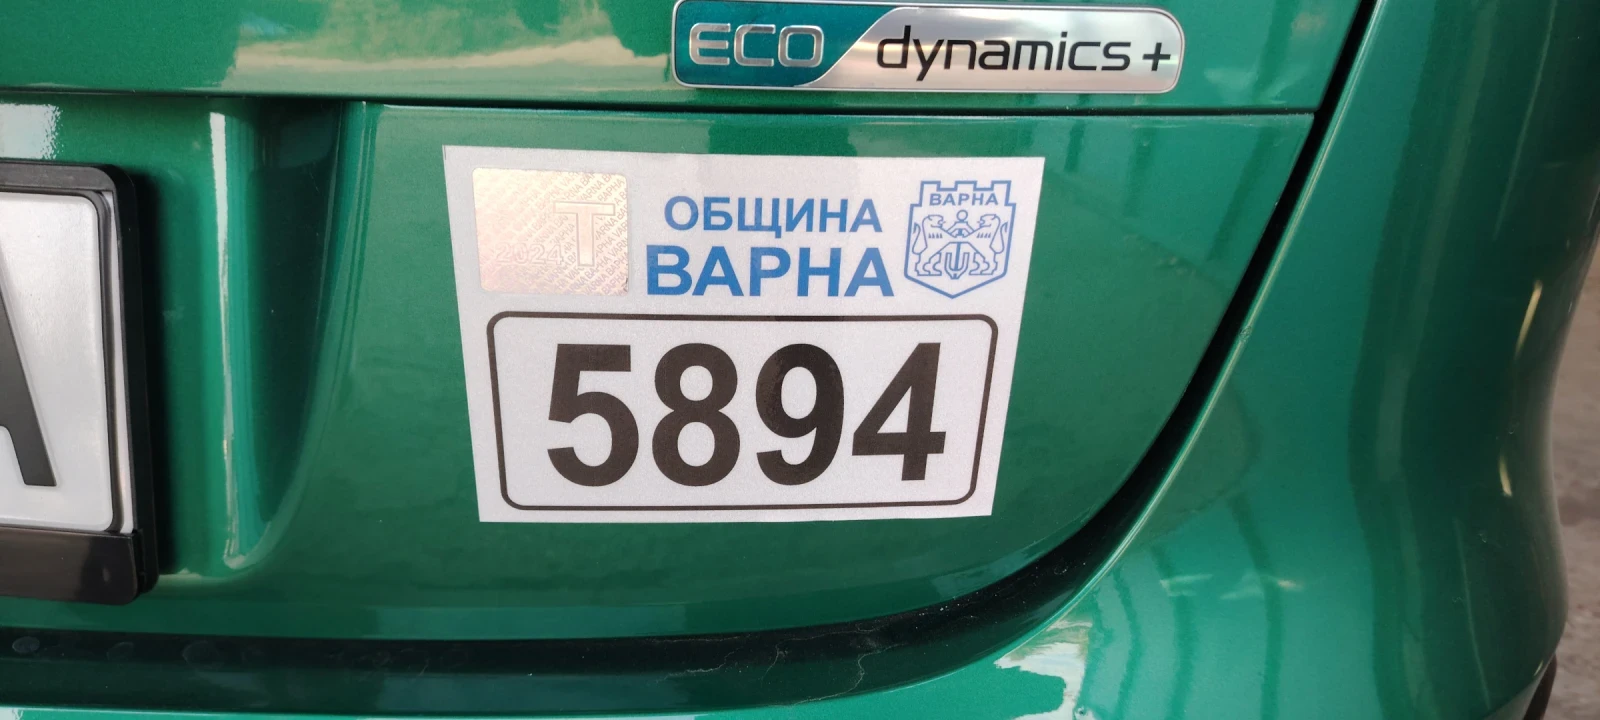 ECO dynamics+
T
2024
ОБЩИНА
ВАРНА
ВАРНА
5894
A